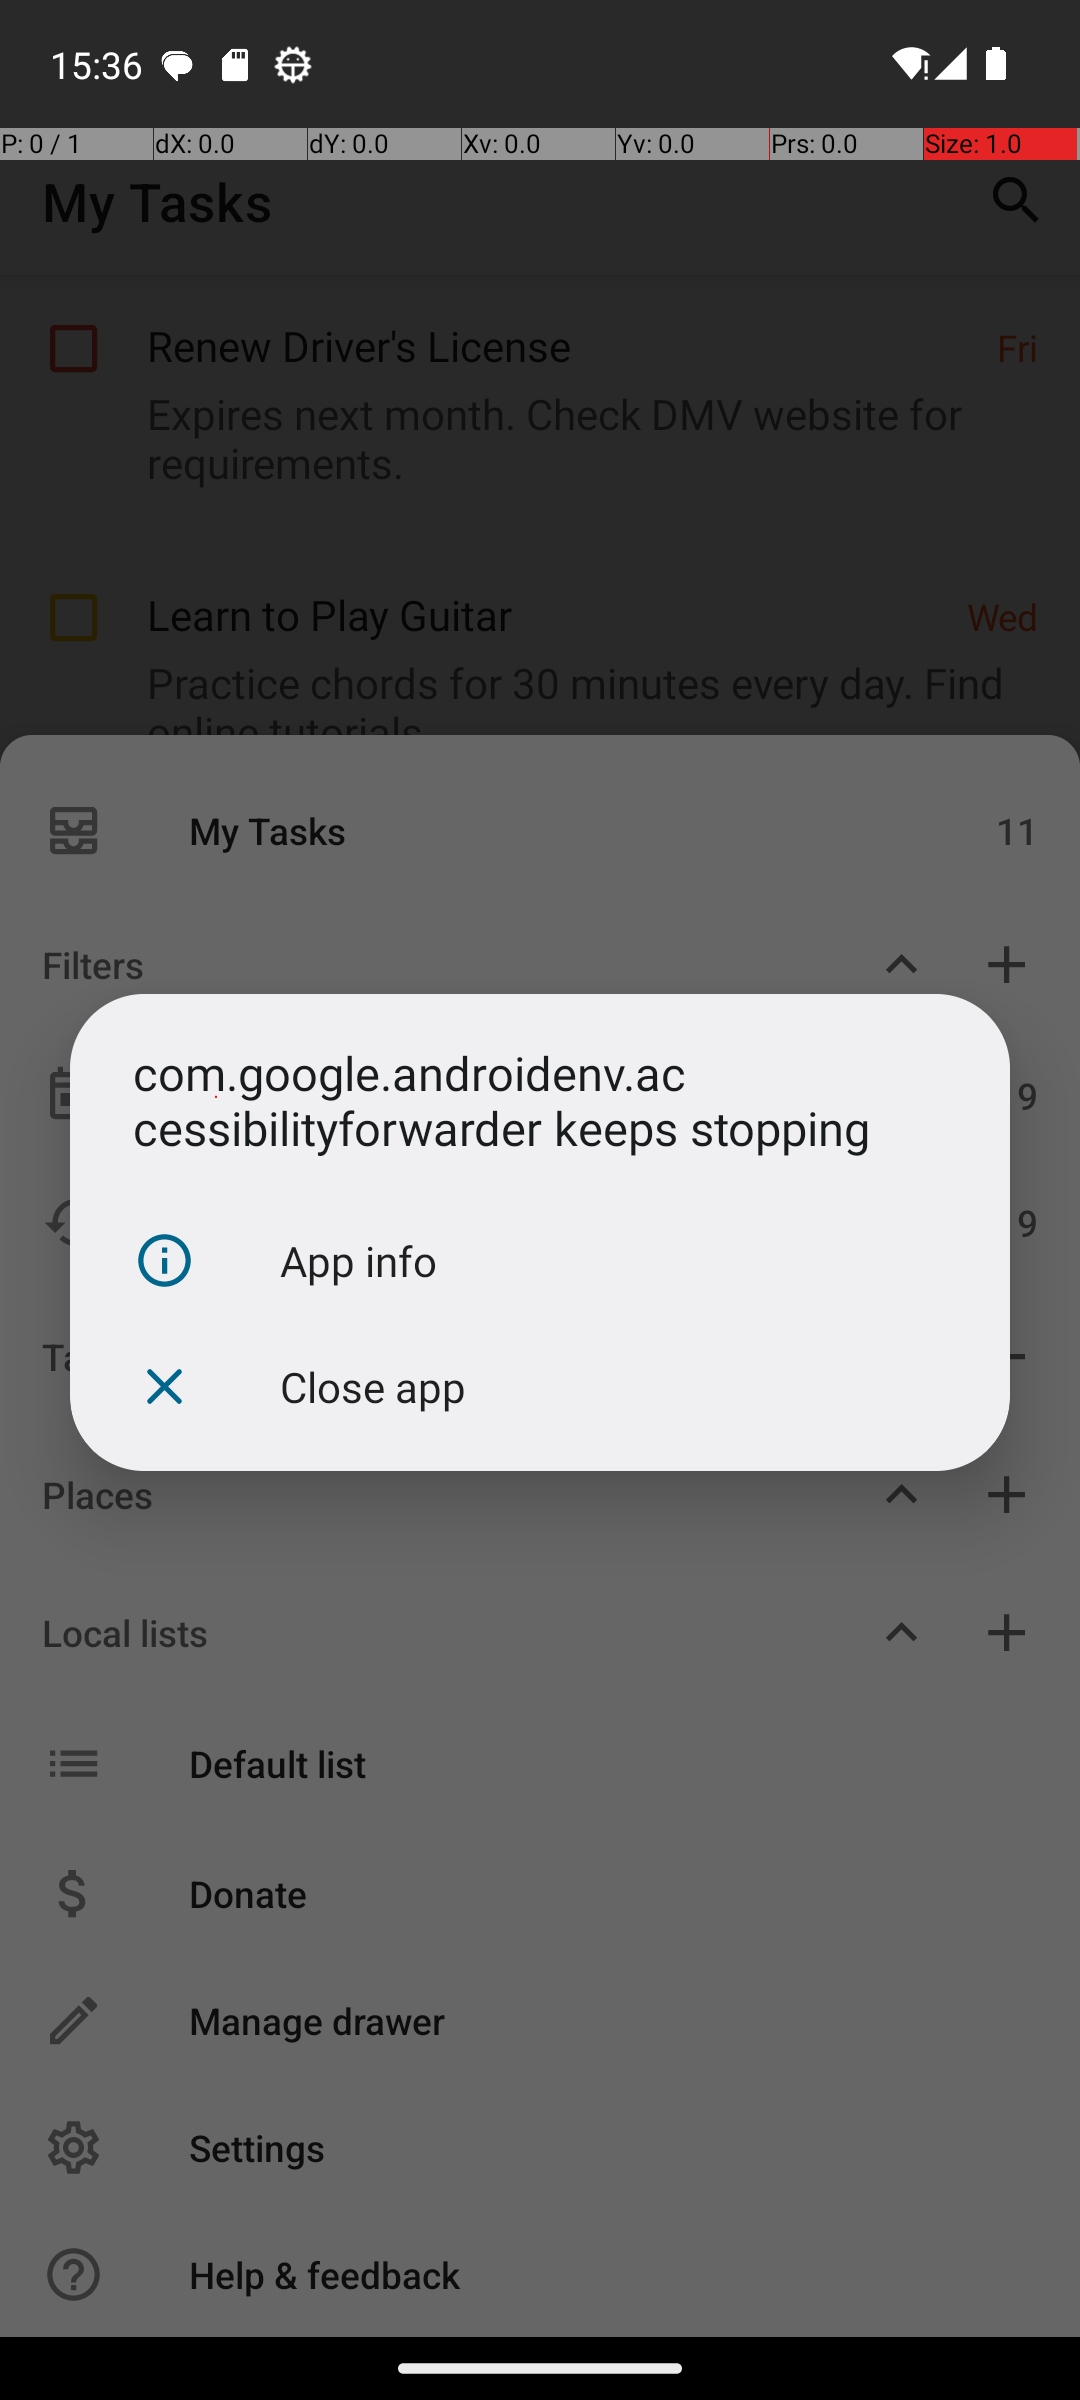 15:36
P: 0 / 1
dX: 0.0
dY: 0.0
Xv: 0.0
Yv: 0.0
Prs: 0.0
Size: 1.0
My Tasks
Renew Driver's License
Fri
Expires next month. Check DMV website for
requirements.
Learn to Play Guitar
Wed
Practice chords for 30 minutes every day. Find
online tutorials.
My Tasks
11
Filters
com.google.androidenv.ac
cessibilityforwarder keeps stopping
9
9
App info
Ta
Close app
Places
Local lists
Default list
Donate
Manage drawer
Settings
Help & feedback